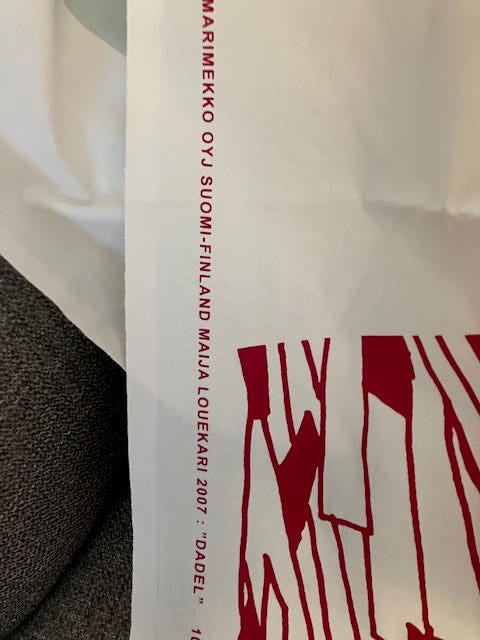 MARIMEKKO OYJ SUOMI-FINLAND MAIJA LOUEKARI 2007 : "DADEL"